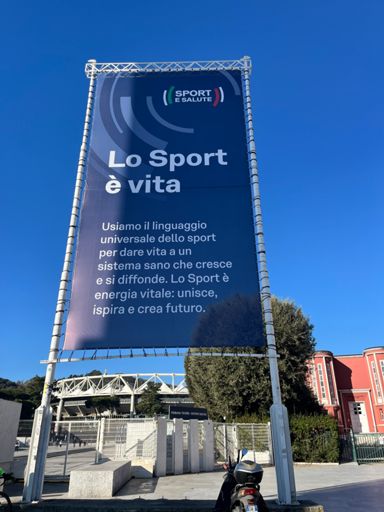 SPORT
E SALUTE
Lo Sport
è vita
Usiamo il linguaggio
universale dello sport
per dare vita a un
sistema sano che cresce
e si diffonde. Lo Sport è
energia vitale: unisce,
ispira e crea futuro.